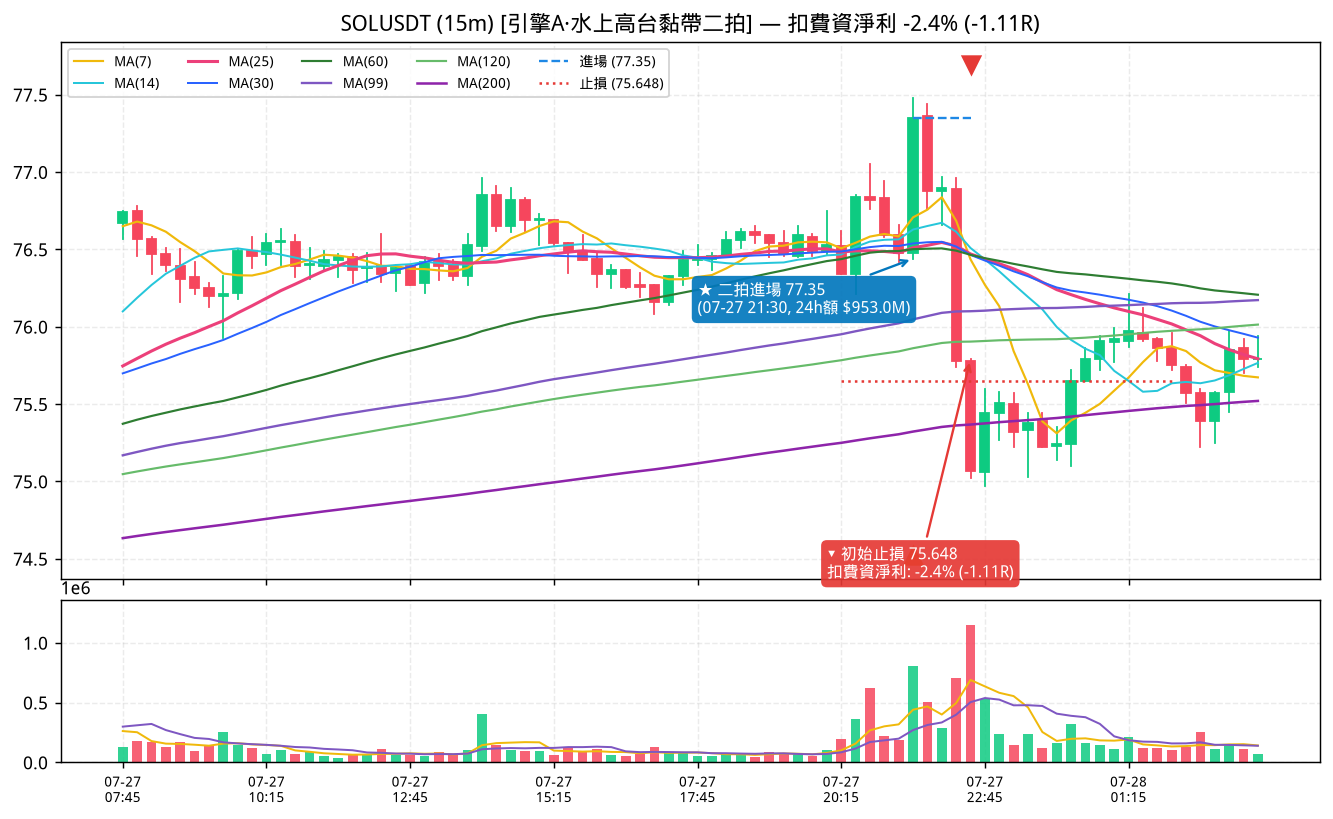 SOLUSDT (15m) [引擎A·水上高台黏帶二拍] — 扣費資淨利 -2.4% (-1.11R)
MA(7)
MA(14)
MA(25)
MA(30)
MA(60)
MA(99)
MA(120)
MA(200)
進場 (77.35)
止損 (75.648)
77.5
77.0
76.5
76.0
75.5
75.0
74.5
★ 二拍進場 77.35
(07-27 21:30, 24h額 $953.0M)
▼ 初始止損 75.648
扣費資淨利: -2.4% (-1.11R)
1e6
1.0
0.5
0.0
07-27
07:45
07-27
10:15
07-27
12:45
07-27
15:15
07-27
17:45
07-27
20:15
07-27
22:45
07-28
01:15